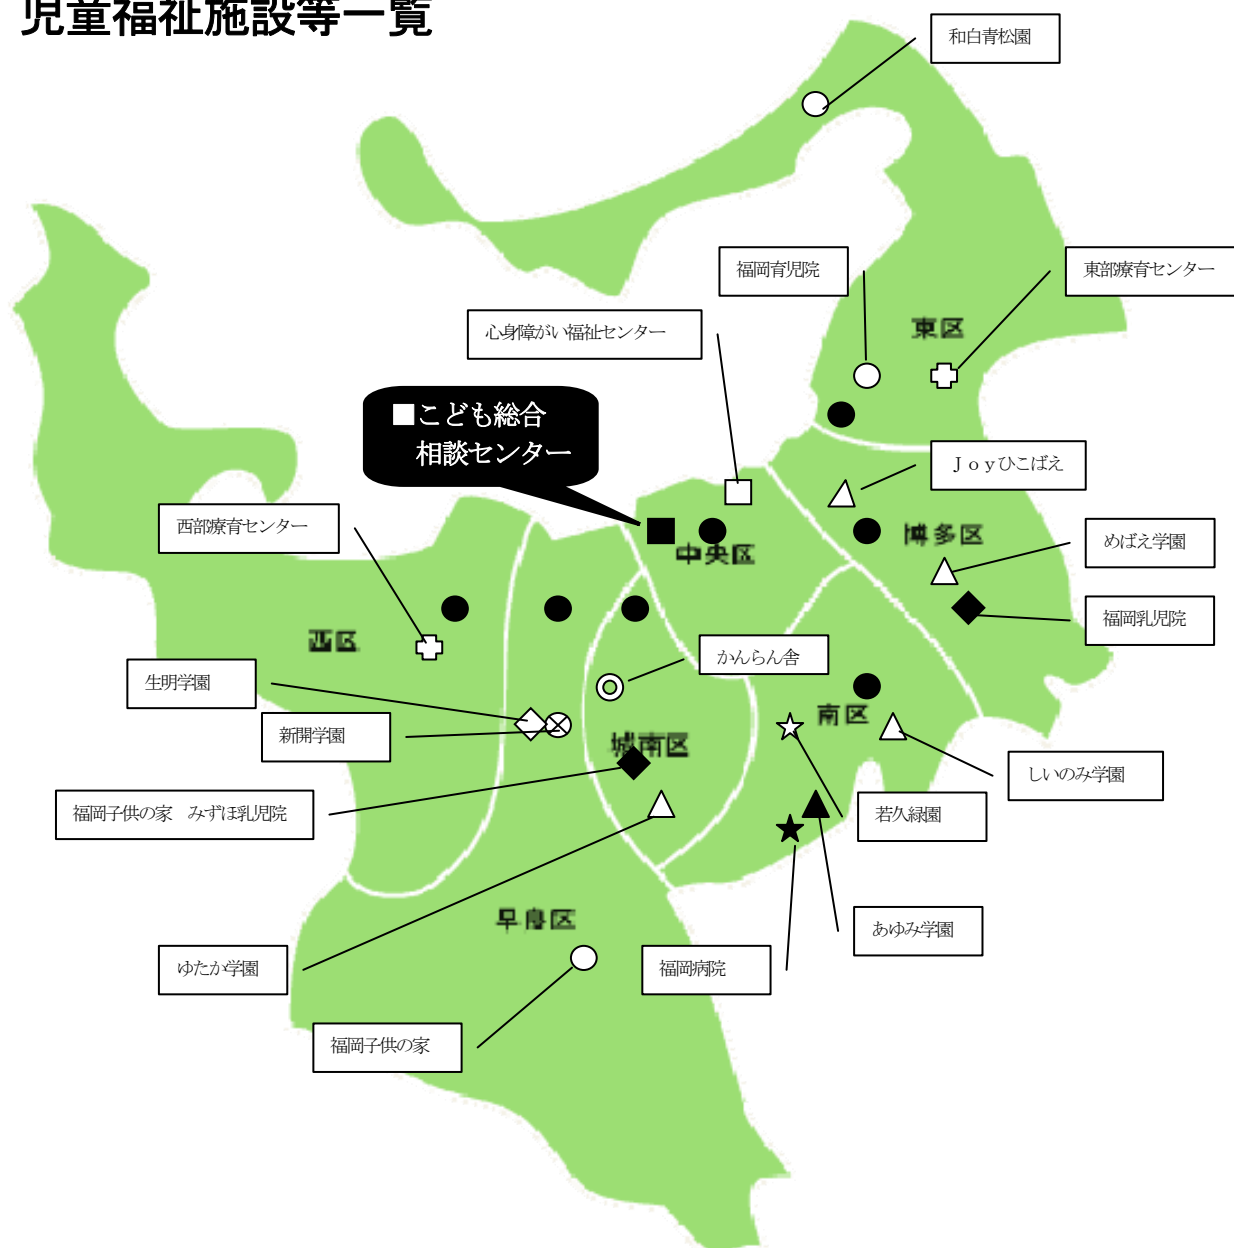 児童福祉施設等一覧
和白青松園
福岡育児院
東部療育センター
心身障がい福祉センター
東区
■こども総合
相談センター
Ｊｏｙひこばえ
西部療育センター
中央区
博多区
めばえ学園
福岡乳児院
西区
かんらん舎
生明学園
新開学園
南区
城南区
しいのみ学園
福岡子供の家　みずほ乳児院
若久緑園
早良区
あゆみ学園
ゆたか学園
福岡病院
福岡子供の家